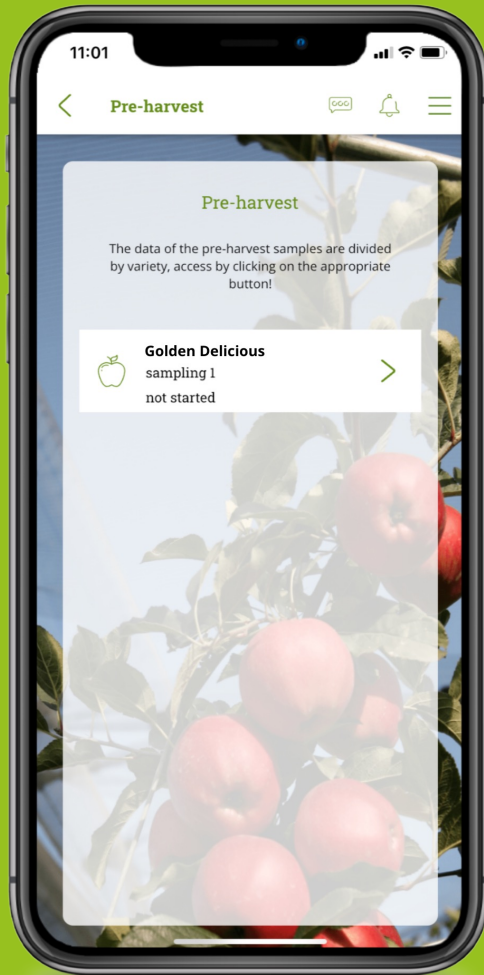 11:01
Pre-harvest
Pre-harvest
The data of the pre-harvest samples are divided
by variety, access by clicking on the appropriate
button!
Golden Delicious
sampling 1
not started